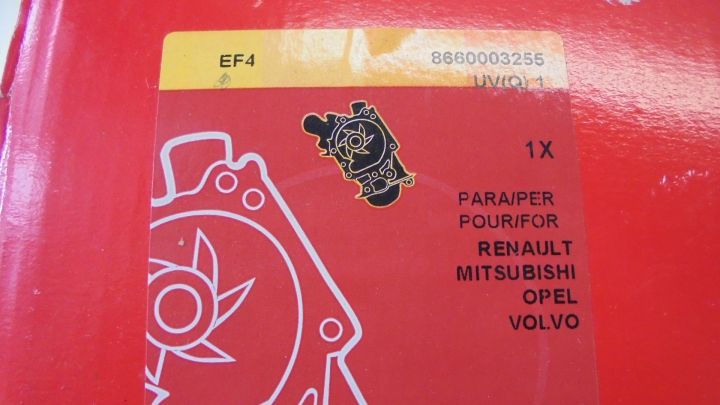 EF4
8660003255
UV(Q) 1
1X
PARA/PER
POUR/FOR
RENAULT
MITSUBISHI
OPEL
VOLVO